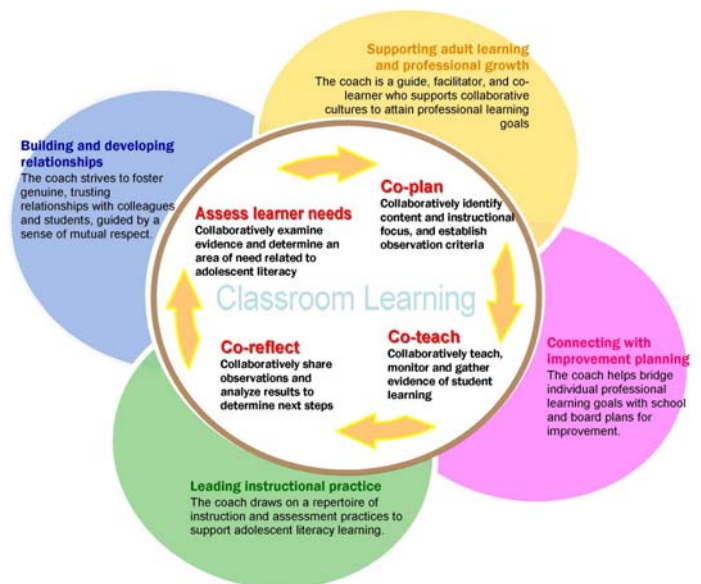 Supporting adult learning
and professional growth
The coach is a guide, facilitator, and co-
learner who supports collaborative
cultures to attain professional learning
goals
Building and developing
relationships
The coach strives to foster
genuine, trusting
relationships with colleagues
and students, guided by a
sense of mutual respect.
Assess learner needs
Collaboratively examine
evidence and determine an
area of need related to
adolescent literacy
Co-plan
Collaboratively identify
content and instructional
focus, and establish
observation criteria
Classroom Learning
Co-reflect
Collaboratively share
observations and
analyze results to
determine next steps
Co-teach
Collaboratively teach,
monitor and gather
evidence of student
learning
Connecting with
improvement planning
The coach helps bridge
individual professional
learning goals with school
and board plans for
improvement.
Leading instructional practice
The coach draws on a repertoire of
instruction and assessment practices to
support adolescent literacy learning.